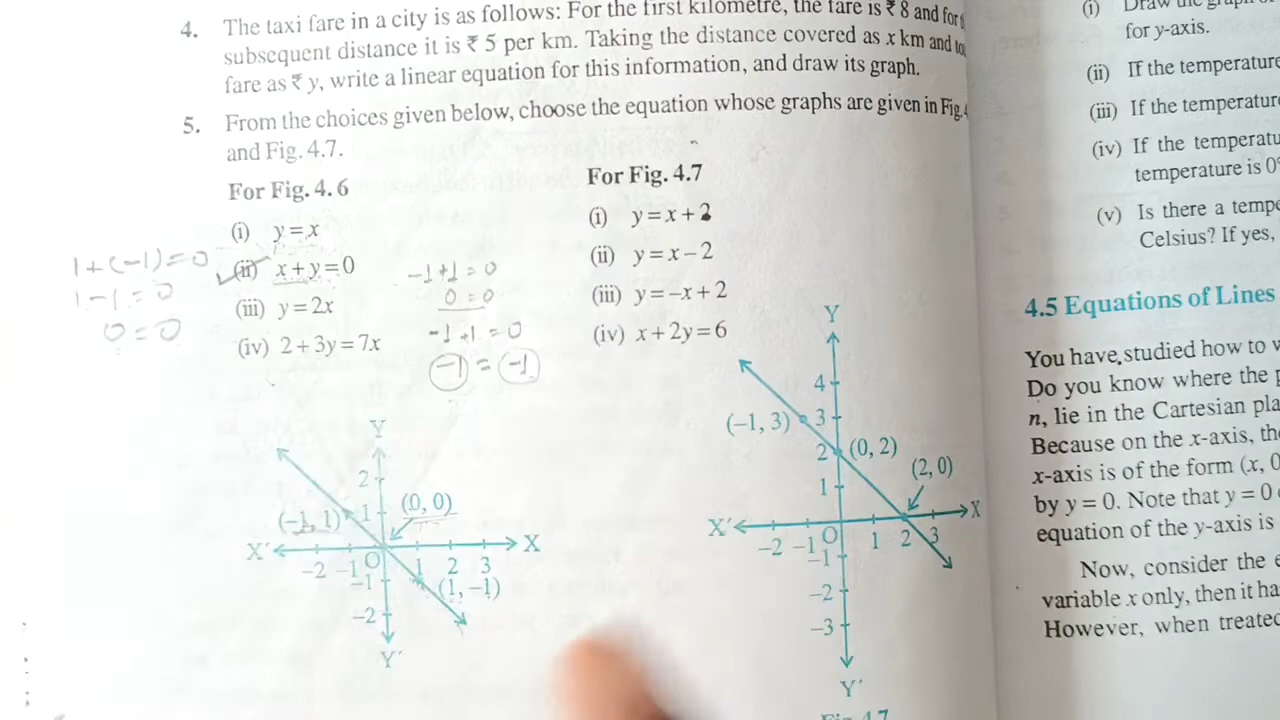 4. The taxi fare in a city is as follows: For the first kilometre, the fare is ₹ 8 and for
subsequent distance it is ₹ 5 per km. Taking the distance covered as x km and
fare as ₹ y, write a linear equation for this information, and draw its graph.
5. From the choices given below, choose the equation whose graphs are given in Fig.
and Fig. 4.7.
For Fig. 4. 6
(i) y = x
(ii) x + y = 0
(iii) y = 2x
(iv) 2 + 3y = 7x
1 + (-1) = 0
1 - 1 = 0
0 = 0
-1 + 1 = 0
0 = 0
-1 + 1 = 0
-1 = -1
For Fig. 4.7
(i) y = x + 2
(ii) y = x – 2
(iii) y = –x + 2
(iv) x + 2y = 6
Y
2
(–1, 1) 1 (0, 0)
X′ –2 –1 O 1 2 3 X
–1 (1, –1)
–2
Y′
Y
4
(–1, 3) 3
2 (0, 2)
(2, 0)
1
X′ –2 –1 O 1 2 3 X
–1
–2
–3
Y′
Fig 4.7
(i) Draw the graph of
for y-axis.
(ii) If the temperature
(iii) If the
(iv) If the
temperature is
(v) Is there a
Celsius? If yes,
4.5 Equations of Lines
You have studied how to
Do you know where the
n, lie in the Cartesian
Because on the x-axis,
x-axis is of the form (x, 0
by y = 0. Note that y = 0
equation of the y-axis is
Now, consider the
variable x only, then it
However, when treated